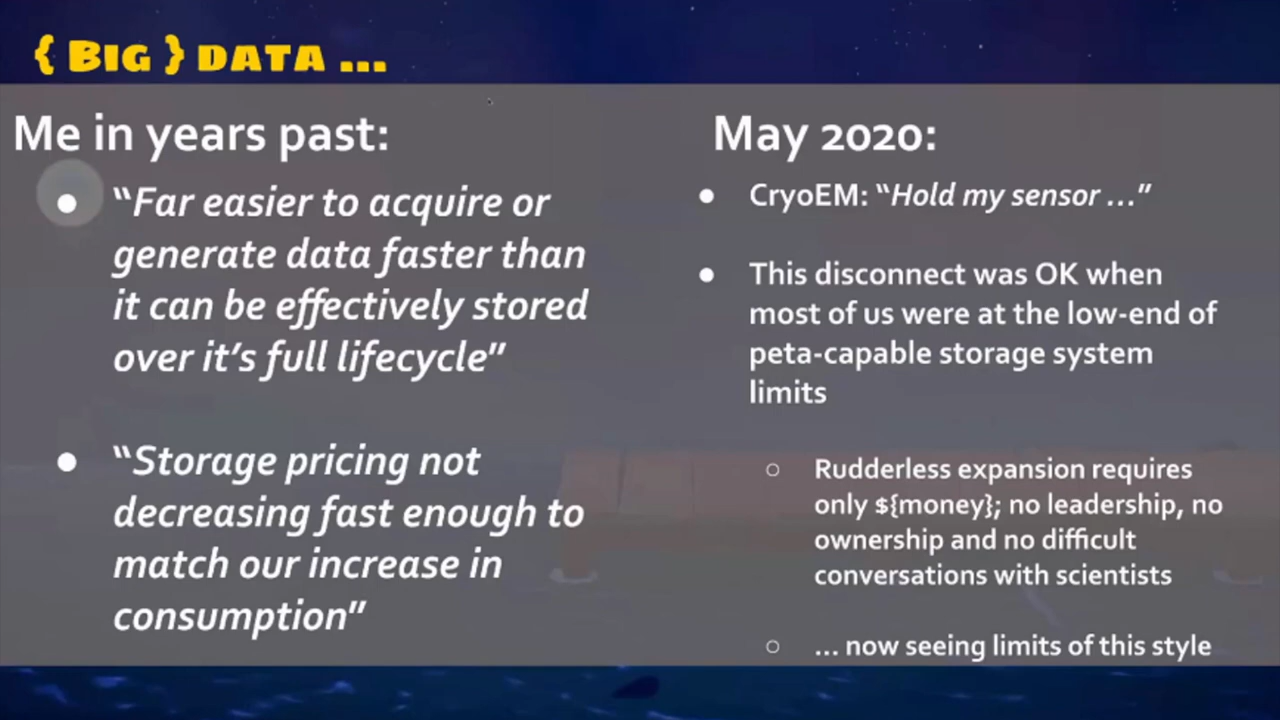 { Big } data ...
Me in years past:
● “Far easier to acquire or
generate data faster than
it can be effectively stored
over it’s full lifecycle”
● “Storage pricing not
decreasing fast enough to
match our increase in
consumption”
May 2020:
● CryoEM: “Hold my sensor ...”
● This disconnect was OK when
most of us were at the low-end of
peta-capable storage system
limits
○ Rudderless expansion requires
only ${money}; no leadership, no
ownership and no difficult
conversations with scientists
○ ... now seeing limits of this style